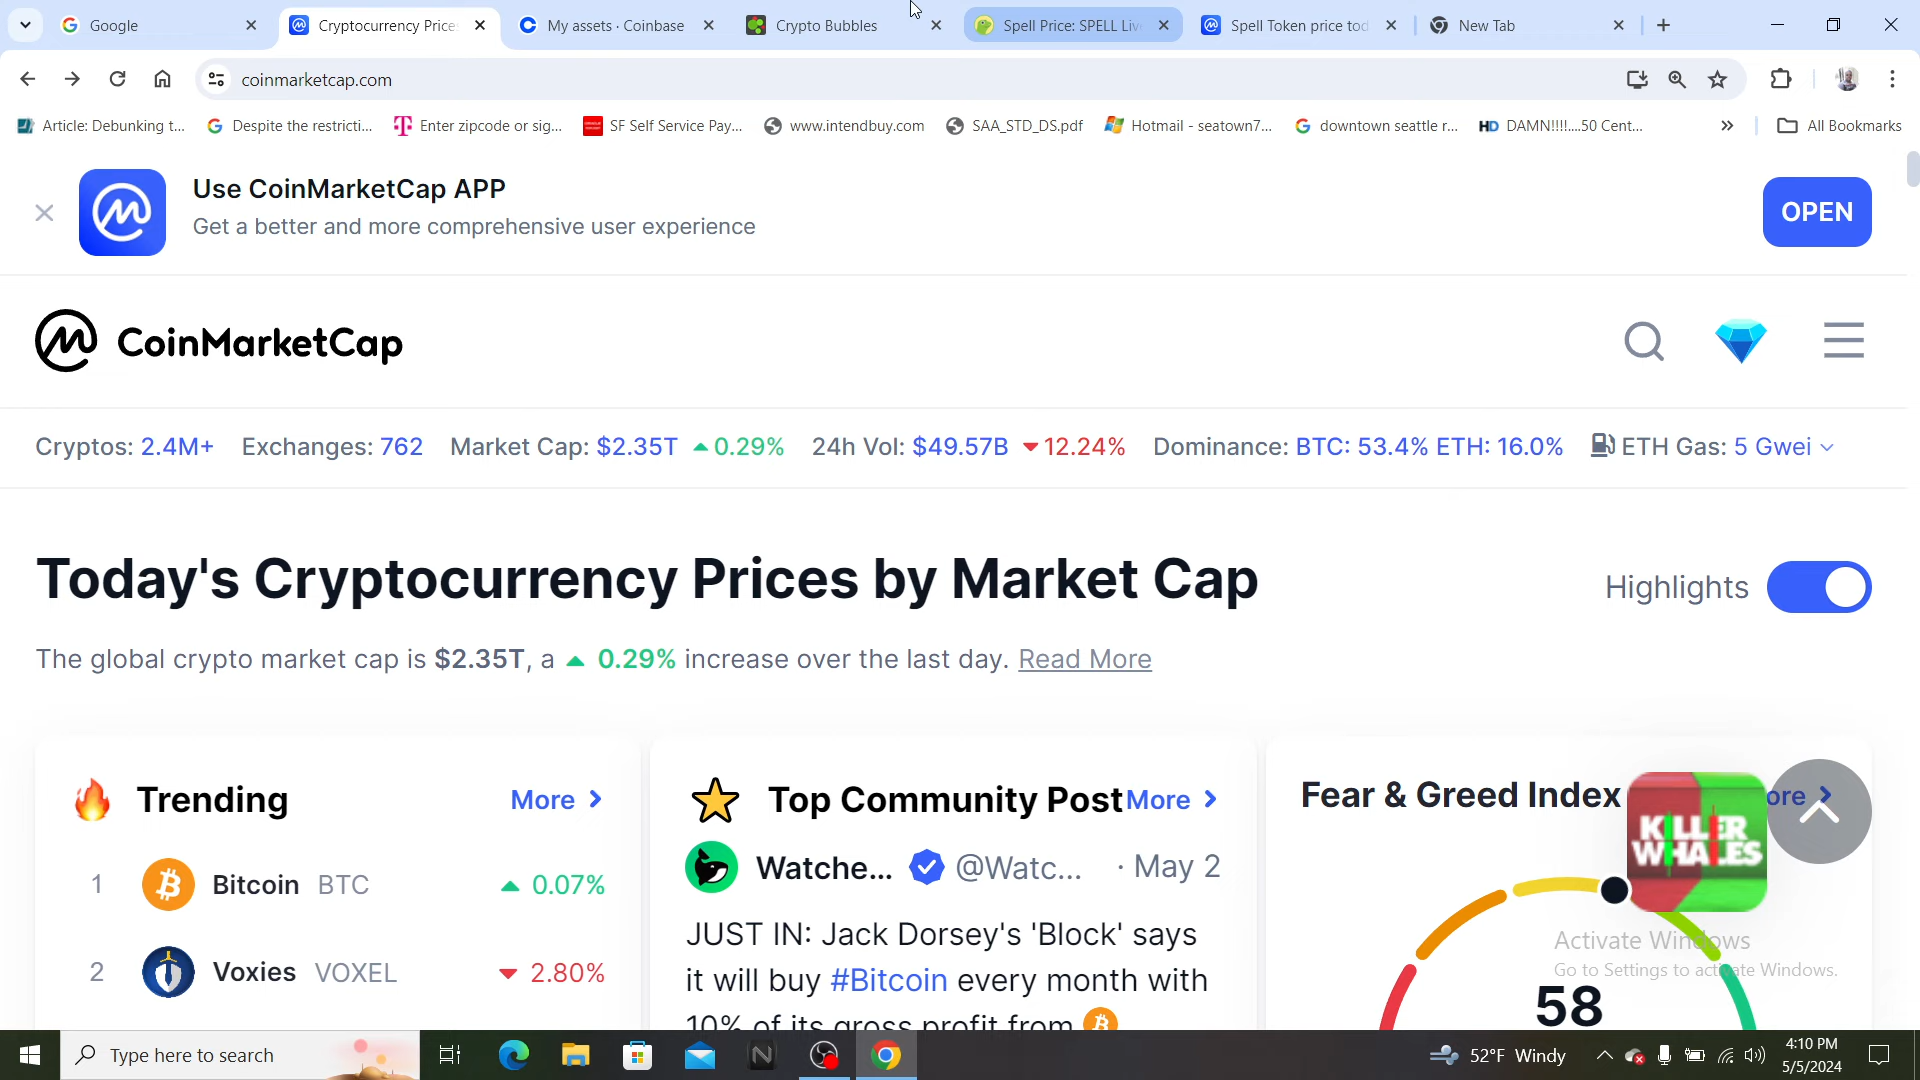 Google
Cryptocurrency Price
My assets · Coinbase
Crypto Bubbles
Spell Price: SPELL Liv
Spell Token price tod
New Tab
coinmarketcap.com
Article: Debunking t...
Despite the restricti...
Enter zipcode or sig...
SF Self Service Pay...
www.intendbuy.com
SAA_STD_DS.pdf
Hotmail - seatown7...
downtown seattle r...
HD DAMN!!!!....50 Cent...
All Bookmarks
Use CoinMarketCap APP
Get a better and more comprehensive user experience
OPEN
CoinMarketCap
Cryptos: 2.4M+ Exchanges: 762 Market Cap: $2.35T 0.29% 24h Vol: $49.57B 12.24% Dominance: BTC: 53.4% ETH: 16.0% ETH Gas: 5 Gwei
Today's Cryptocurrency Prices by Market Cap
Highlights
The global crypto market cap is $2.35T, a 0.29% increase over the last day. Read More
Trending
More
1 Bitcoin BTC 0.07%
2 Voxies VOXEL 2.80%
Top Community Post
More
Watche... @Watc... · May 2
JUST IN: Jack Dorsey's 'Block' says
it will buy #Bitcoin every month with
10% of its gross profit from
Fear & Greed Index
ore
KILLER
WHALES
58
Activate Windows
Go to Settings to activate Windows.
Type here to search
52°F Windy
4:10 PM
5/5/2024